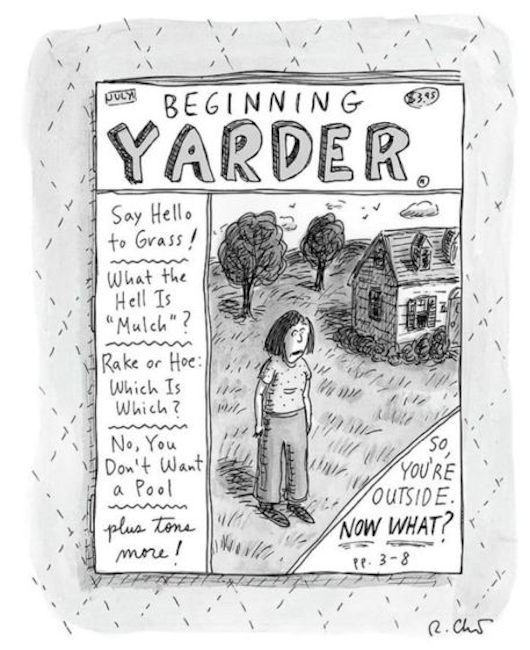 JULY
BEGINNING
$3.95
YARDER
Say Hello
to Grass!
What the
Hell Is
"Mulch"?
Rake or Hoe:
Which Is
Which?
No, You
Don't Want
a Pool
plus tons
more!
SO,
YOU'RE
OUTSIDE.
NOW WHAT?
pp. 3-8
R. Ch